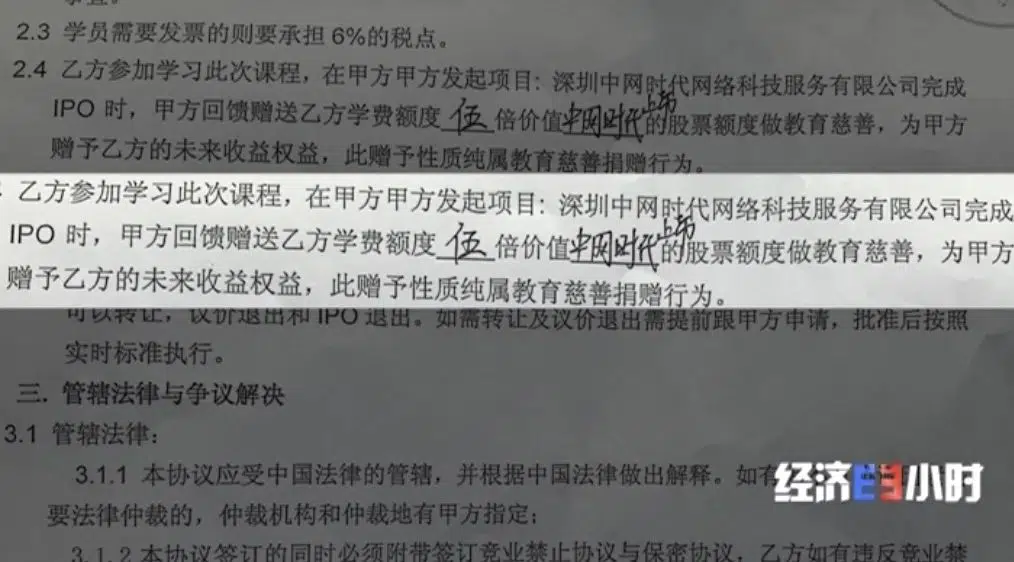 2.3 学员需要发票的则要承担6%的税点。
2.4 乙方参加学习此次课程，在甲方甲方发起项目：深圳中网时代网络科技服务有限公司完成
IPO 时，甲方回馈赠送乙方学费额度 伍 倍价值中网时代上市的股票额度做教育慈善，为甲方
赠予乙方的未来收益权益，此赠予性质纯属教育慈善捐赠行为。
乙方参加学习此次课程，在甲方甲方发起项目：深圳中网时代网络科技服务有限公司完成
IPO 时，甲方回馈赠送乙方学费额度 伍 倍价值中网时代上市的股票额度做教育慈善，为甲方
赠予乙方的未来收益权益，此赠予性质纯属教育慈善捐赠行为。
可以转让，议价退出和 IPO 退出。如需转让及议价退出需提前跟甲方申请，批准后按照
实时标准执行。
三. 管辖法律与争议解决
3.1 管辖法律：
3.1.1 本协议应受中国法律的管辖，并根据中国法律做出解释。如有
经济半小时
要法律仲裁的，仲裁机构和仲裁地有甲方指定；
3.1.2 本协议签订的同时必须附带签订竞业禁止协议与保密协议，乙方如有违反竞业禁